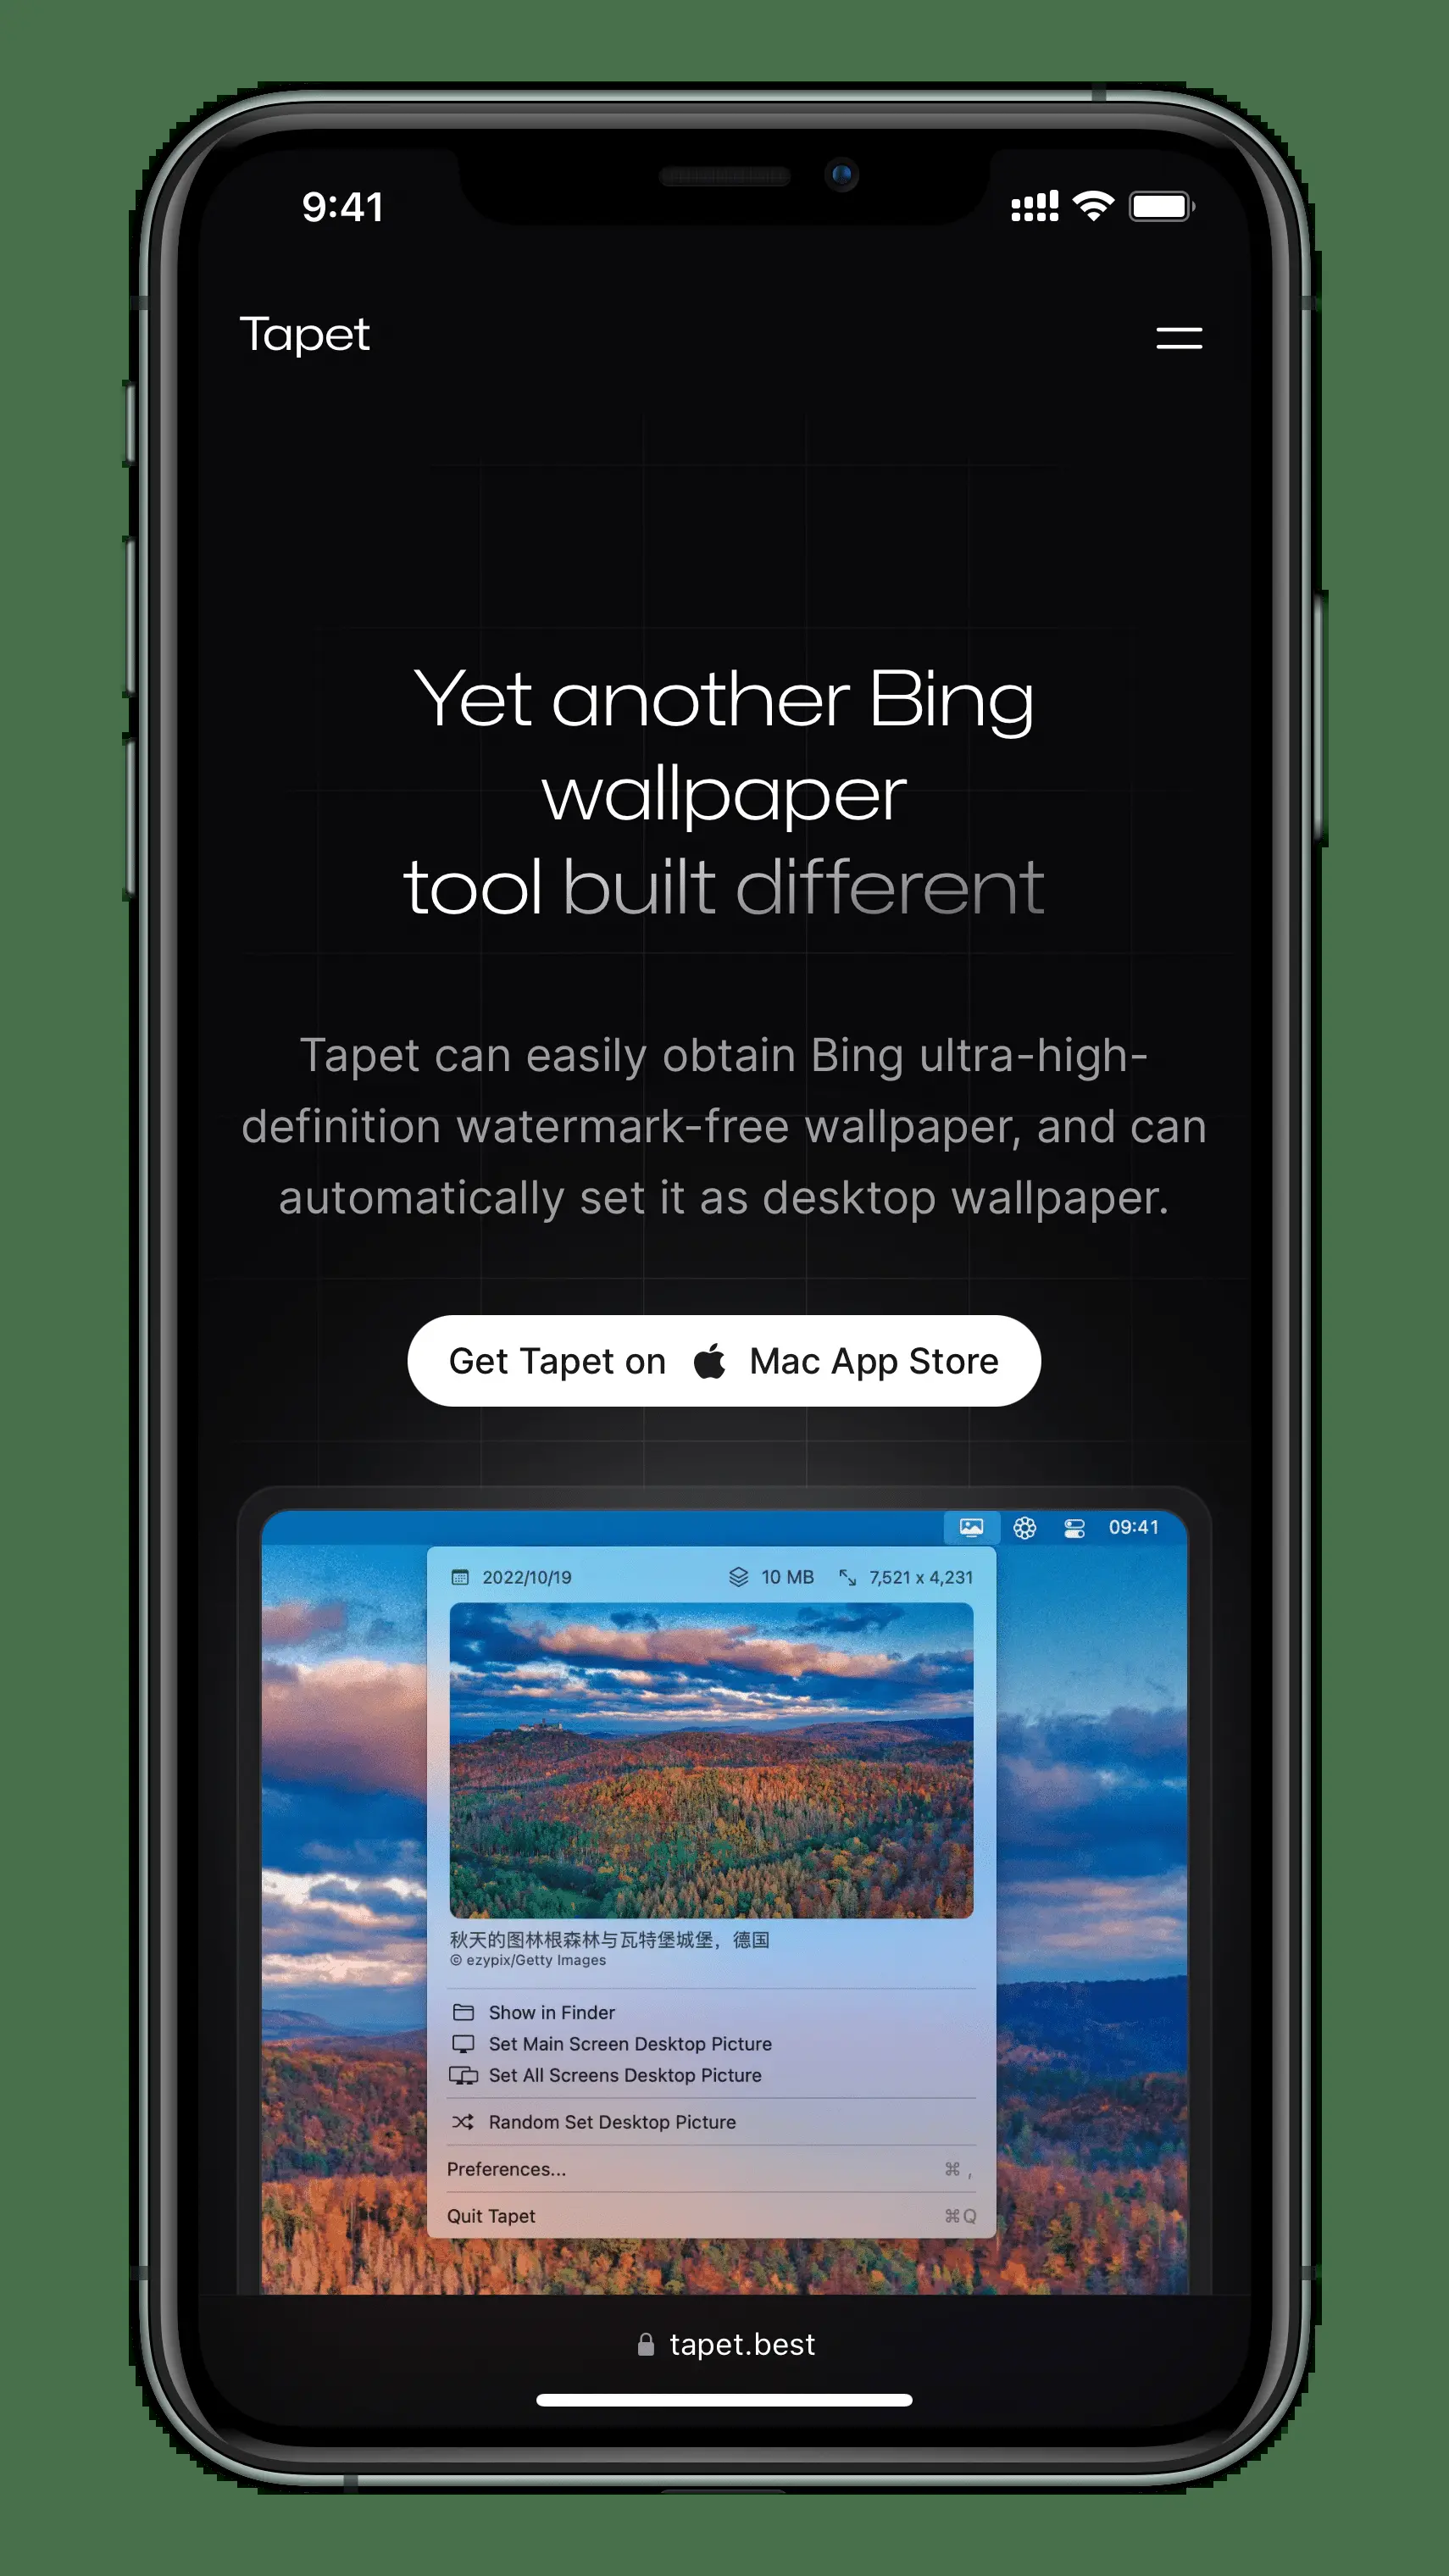 9:41
Tapet
Yet another Bing
wallpaper
tool built different
Tapet can easily obtain Bing ultra-high-
definition watermark-free wallpaper, and can
automatically set it as desktop wallpaper.
Get Tapet on Mac App Store
09:41
2022/10/19 10 MB 7,521 x 4,231
秋天的图林根森林与瓦特堡城堡，德国
© ezypix/Getty Images
Show in Finder
Set Main Screen Desktop Picture
Set All Screens Desktop Picture
Random Set Desktop Picture
Preferences... ⌘ ,
Quit Tapet ⌘Q
tapet.best